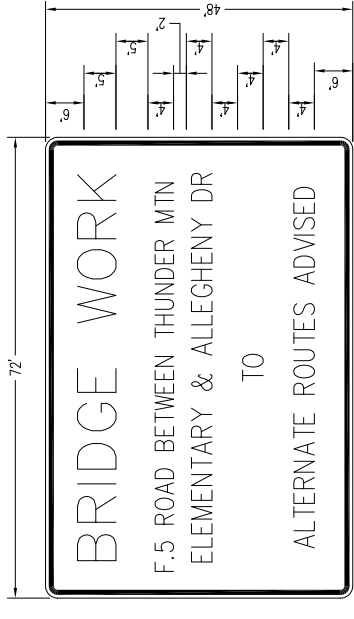 72'
BRIDGE WORK
F.5 ROAD BETWEEN THUNDER MTN
ELEMENTARY & ALLEGHENY DR
TO
ALTERNATE ROUTES ADVISED
6'
5'
5'
4'
2'
4'
4'
4'
4'
4'
6'
48'